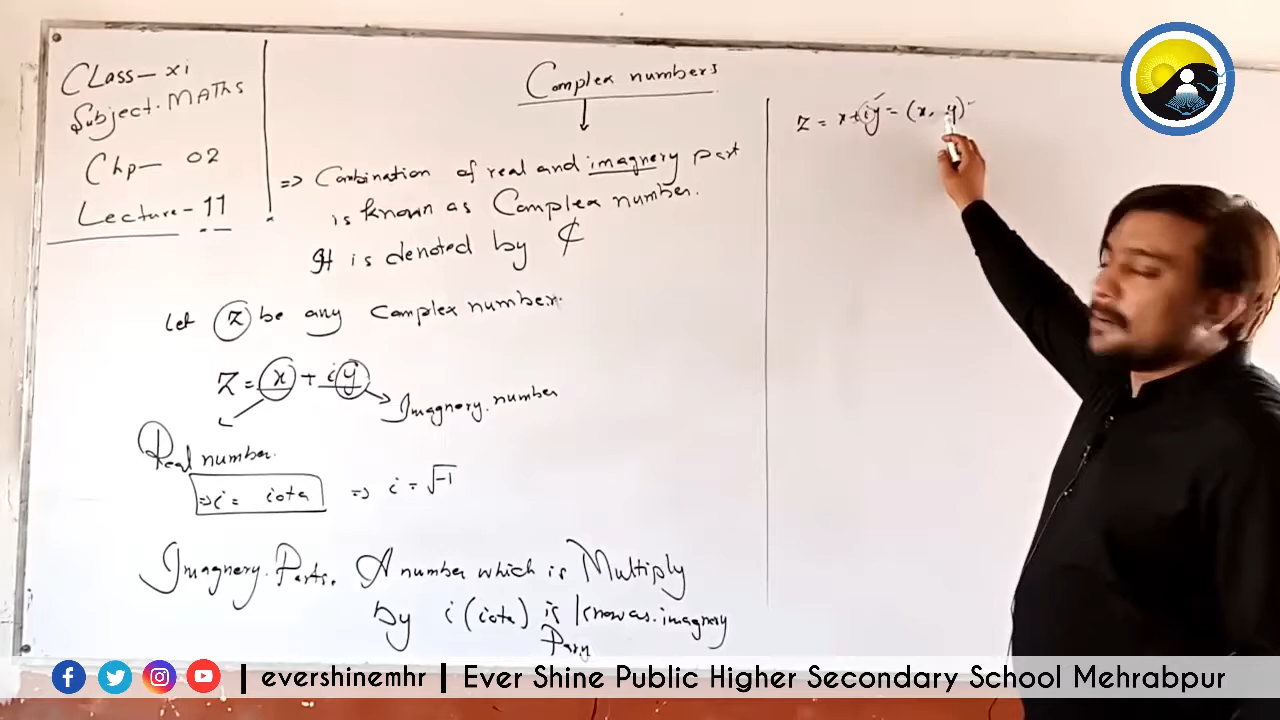 Class - xi
Subject. MATHS
Chp - 02
Lecture - 11
Complex numbers
=> Combination of real and imagnery part
is known as Complex number.
It is denoted by ₵
Let z be any Complex number.
Z = x + iy
Imagnery. number
Real number.
=> i = iota => i = √-1
Imagnery. Parts. A number which is Multiply
by i (iota) is know as. imagnery
z = x + iy = (x, y)
evershinemhr | Ever Shine Public Higher Secondary School Mehrabpur